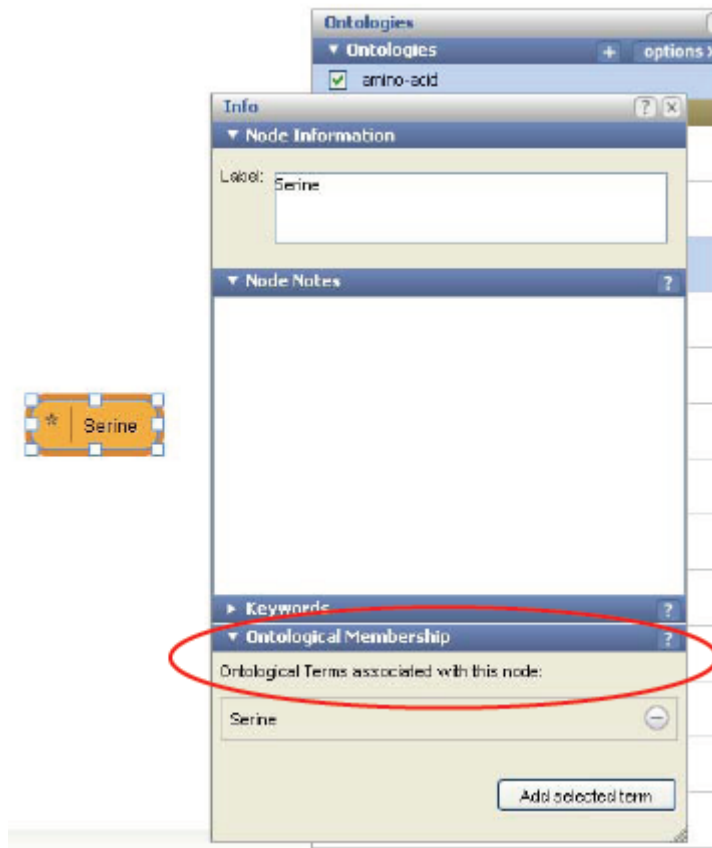 Ontologies
▼ Ontologies + options
amino-acid
Info ? x
▼ Node Information
Label: Serine
▼ Node Notes ?
* Serine
▶ Keywords ?
▼ Ontological Membership ?
Ontological Terms associated with this node:
Serine
Add selected term